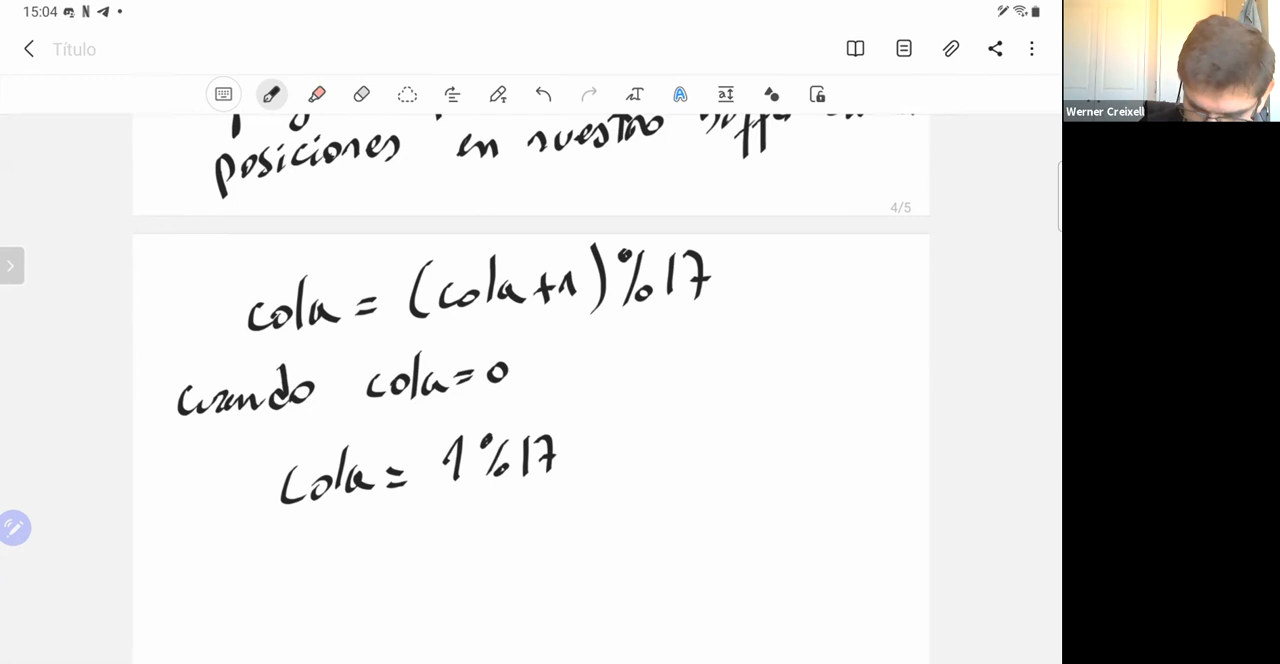 15:04
Título
Werner Creixell
posiciones en nuestro
4/5
cola = (cola+1)%17
cuando cola=0
cola = 1%17